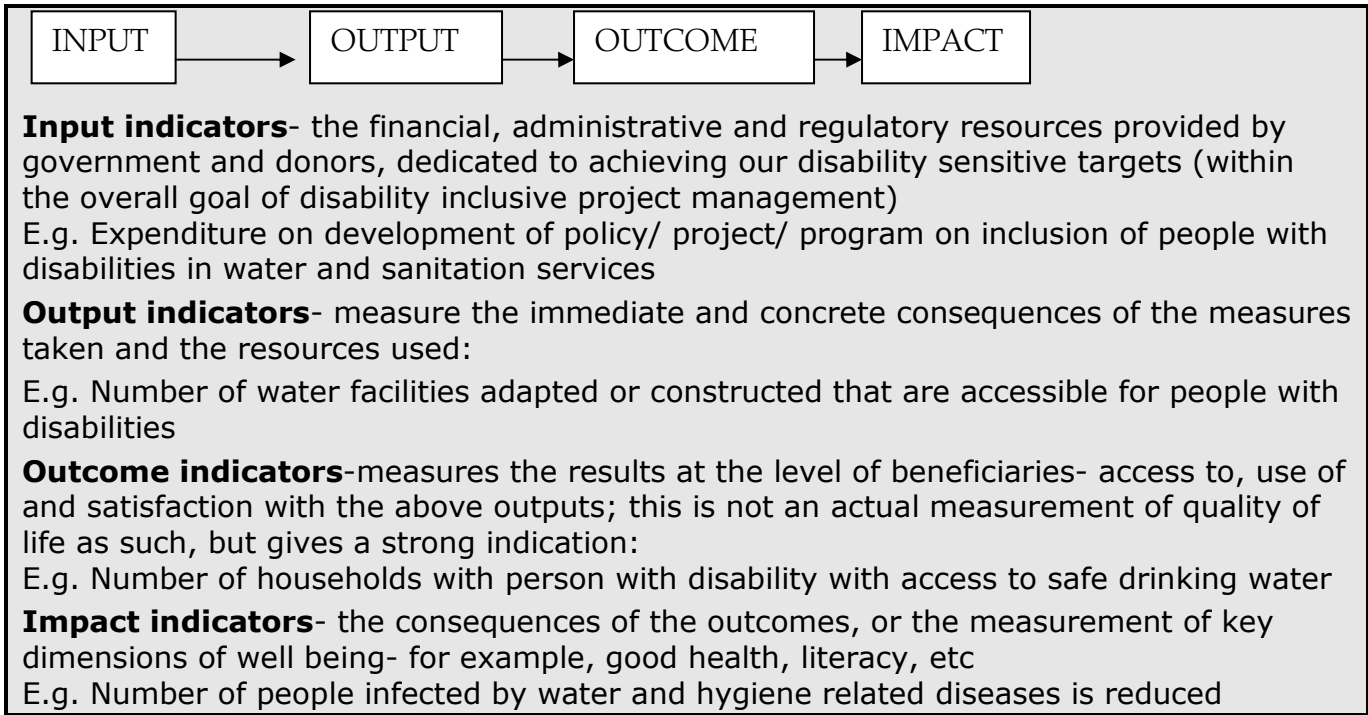 INPUT OUTPUT OUTCOME IMPACT
Input indicators- the financial, administrative and regulatory resources provided by
government and donors, dedicated to achieving our disability sensitive targets (within
the overall goal of disability inclusive project management)
E.g. Expenditure on development of policy/ project/ program on inclusion of people with
disabilities in water and sanitation services
Output indicators- measure the immediate and concrete consequences of the measures
taken and the resources used:
E.g. Number of water facilities adapted or constructed that are accessible for people with
disabilities
Outcome indicators-measures the results at the level of beneficiaries- access to, use of
and satisfaction with the above outputs; this is not an actual measurement of quality of
life as such, but gives a strong indication:
E.g. Number of households with person with disability with access to safe drinking water
Impact indicators- the consequences of the outcomes, or the measurement of key
dimensions of well being- for example, good health, literacy, etc
E.g. Number of people infected by water and hygiene related diseases is reduced